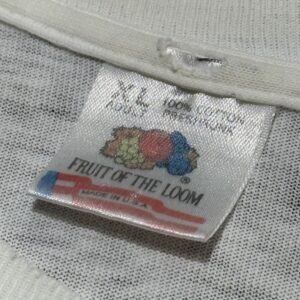 XL 100% COTTON
ADULT PRESHRUNK
FRUIT OF THE LOOM®
MADE IN U.S.A.